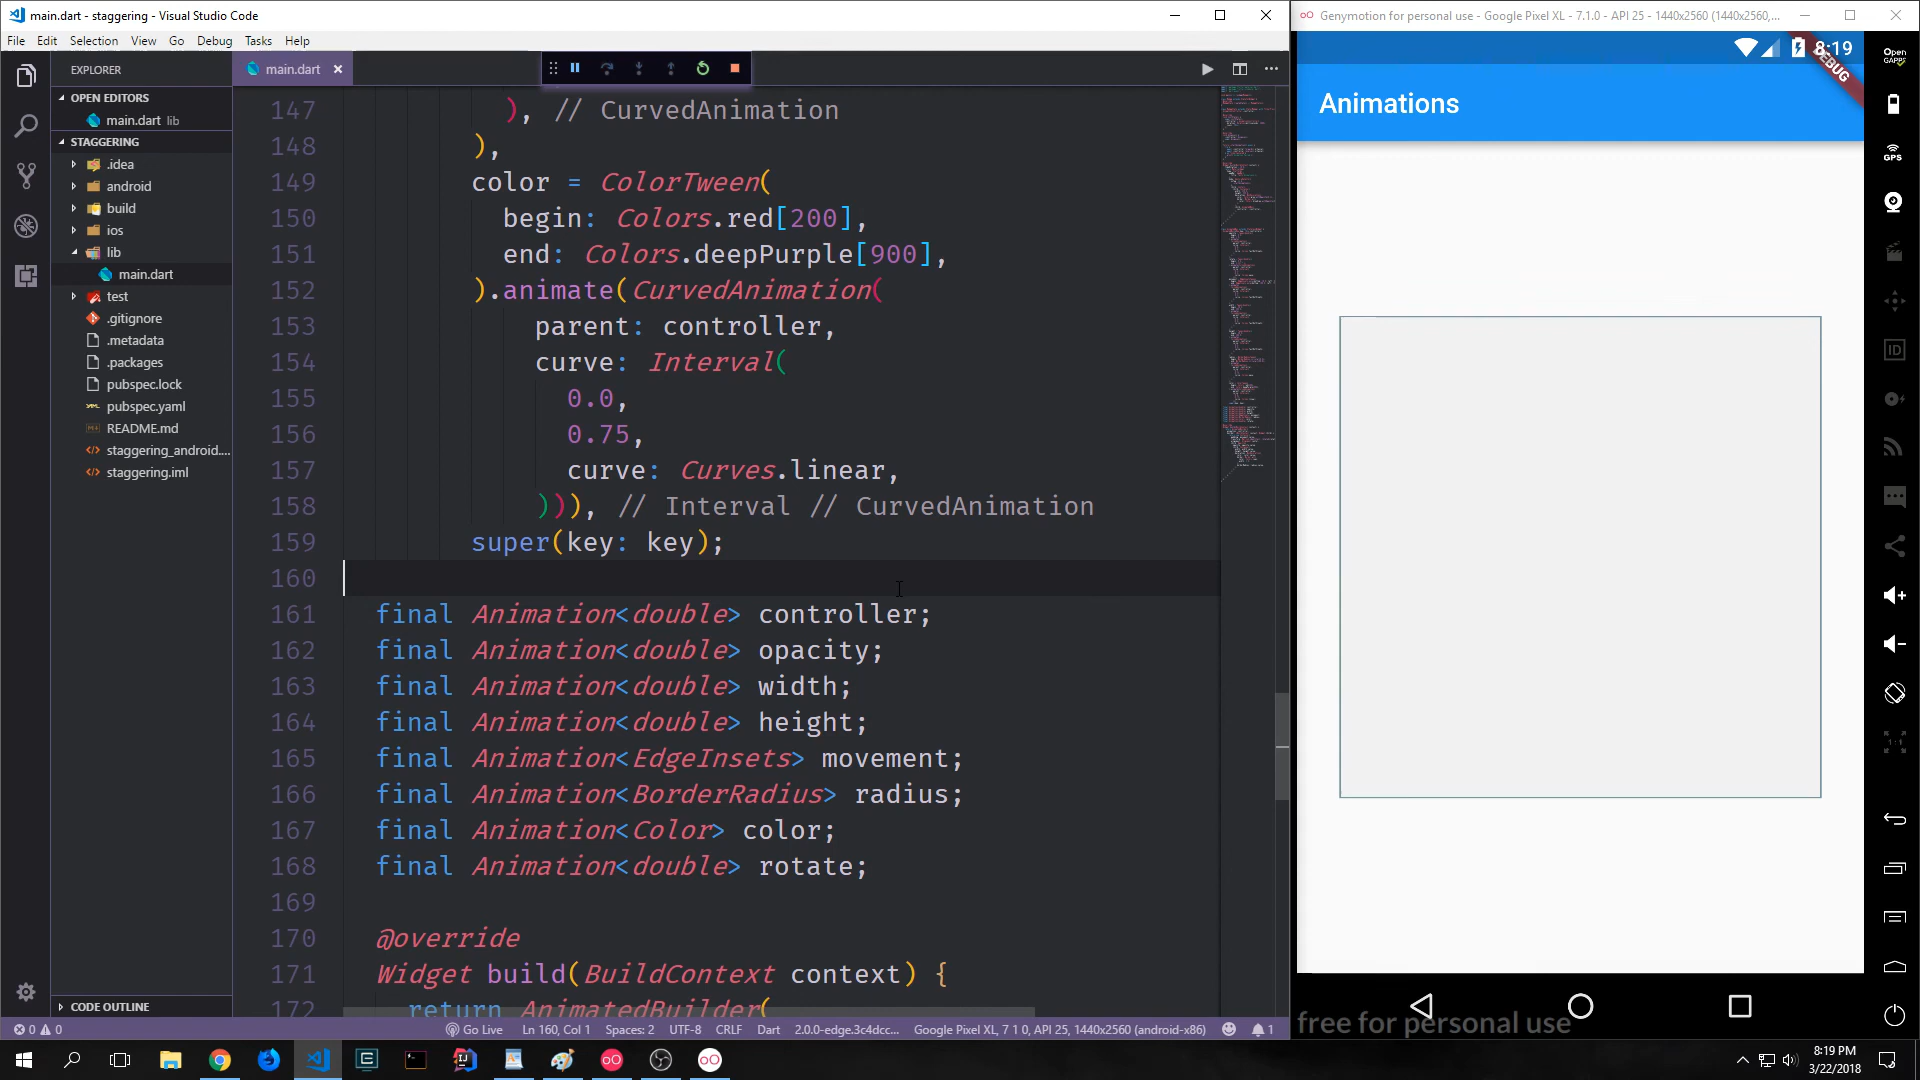 main.dart - staggering - Visual Studio Code
File Edit Selection View Go Debug Tasks Help
EXPLORER
OPEN EDITORS
main.dart lib
STAGGERING
.idea
android
build
ios
lib
main.dart
test
.gitignore
.metadata
.packages
pubspec.lock
pubspec.yaml
README.md
staggering_android....
staggering.iml
CODE OUTLINE
main.dart
147 ), // CurvedAnimation
148 ),
149 color = ColorTween(
150 begin: Colors.red[200],
151 end: Colors.deepPurple[900],
152 ).animate(CurvedAnimation(
153 parent: controller,
154 curve: Interval(
155 0.0,
156 0.75,
157 curve: Curves.linear,
158 ))), // Interval // CurvedAnimation
159 super(key: key);
160
161 final Animation<double> controller;
162 final Animation<double> opacity;
163 final Animation<double> width;
164 final Animation<double> height;
165 final Animation<EdgeInsets> movement;
166 final Animation<BorderRadius> radius;
167 final Animation<Color> color;
168 final Animation<double> rotate;
169
170 @override
171 Widget build(BuildContext context) {
172 return AnimatedBuilder(
0 0 Go Live Ln 160, Col 1 Spaces: 2 UTF-8 CRLF Dart 2.0.0-edge.3c4dcc... Google Pixel XL, 7 1 0, API 25, 1440x2560 (android-x86) 1
Genymotion for personal use - Google Pixel XL - 7.1.0 - API 25 - 1440x2560 (1440x2560,...
8:19
DEBUG
Animations
Open
GAPPS
GPS
ID
1:1
free for personal use
8:19 PM
3/22/2018